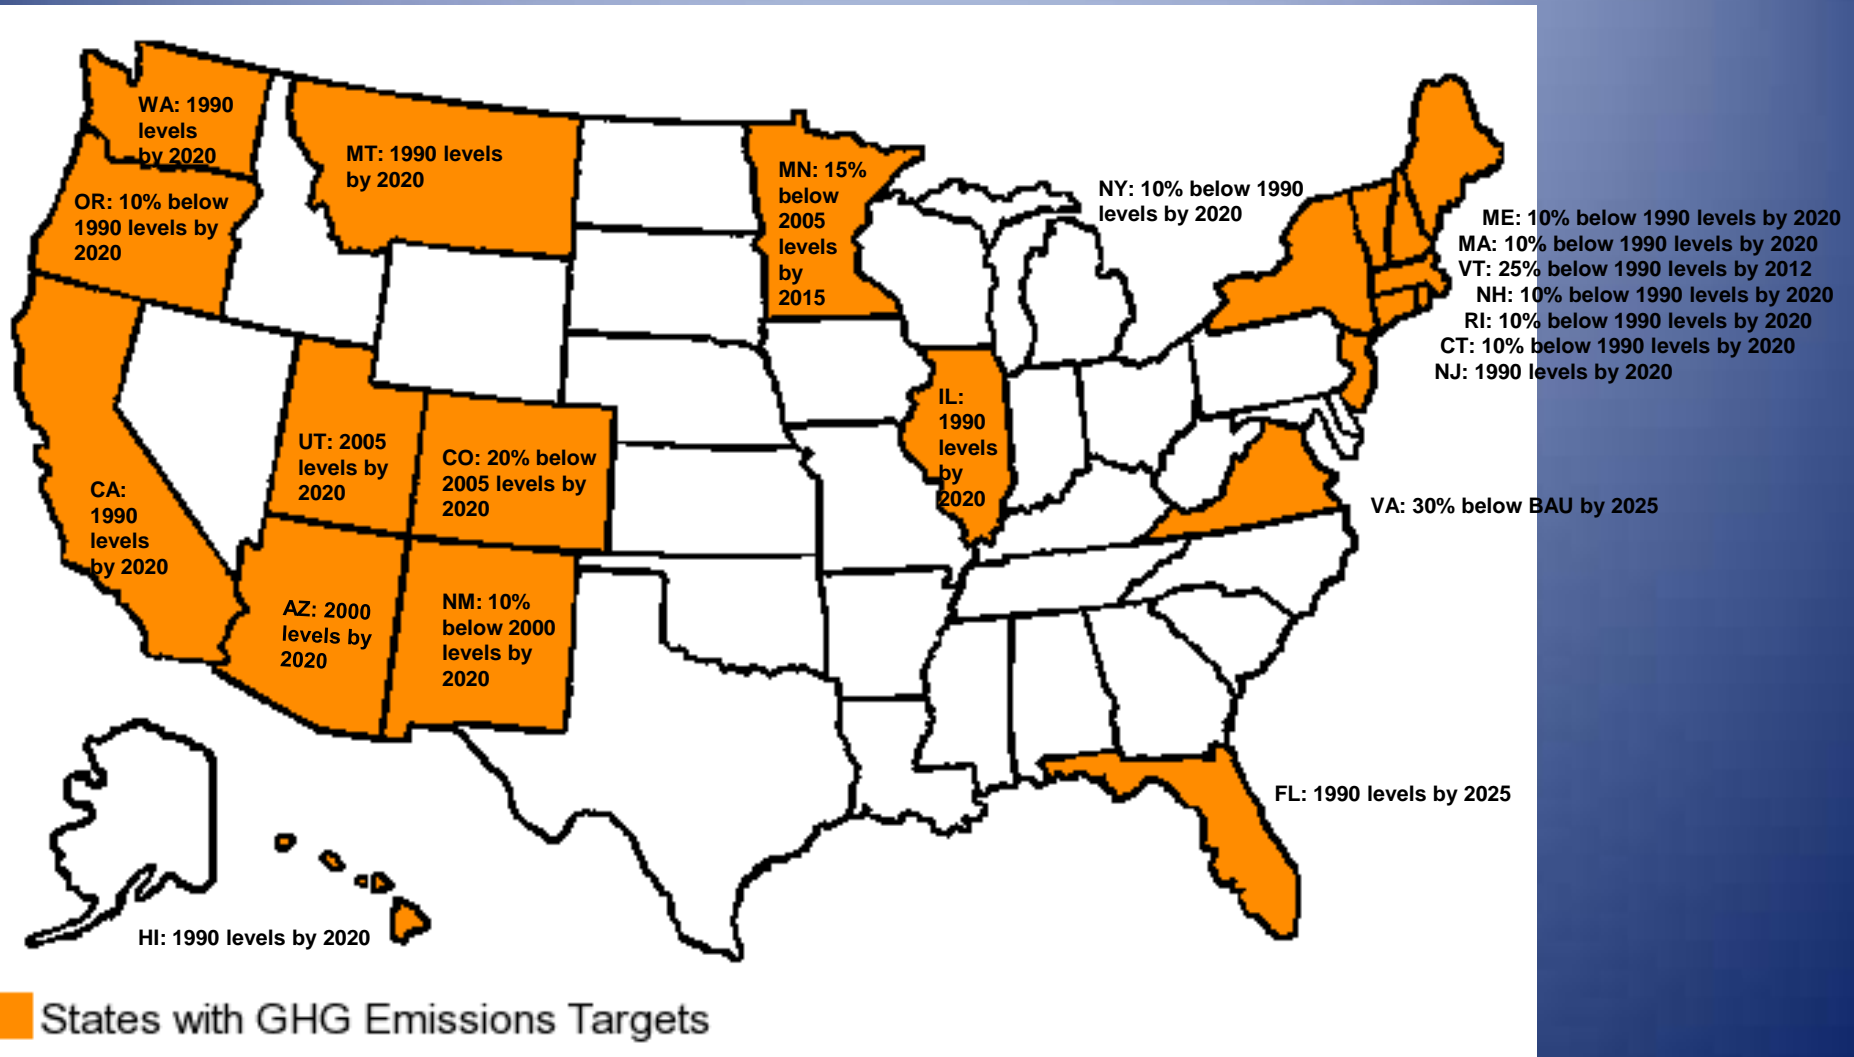 WA: 1990
levels
by 2020
MT: 1990 levels
by 2020
OR: 10% below
1990 levels by
2020
MN: 15%
below
2005
levels
by
2015
NY: 10% below 1990
levels by 2020
ME: 10% below 1990 levels by 2020
MA: 10% below 1990 levels by 2020
VT: 25% below 1990 levels by 2012
NH: 10% below 1990 levels by 2020
RI: 10% below 1990 levels by 2020
CT: 10% below 1990 levels by 2020
NJ: 1990 levels by 2020
IL:
1990
levels
by
2020
UT: 2005
levels by
2020
CO: 20% below
2005 levels by
2020
CA:
1990
levels
by 2020
VA: 30% below BAU by 2025
AZ: 2000
levels by
2020
NM: 10%
below 2000
levels by
2020
FL: 1990 levels by 2025
HI: 1990 levels by 2020
States with GHG Emissions Targets